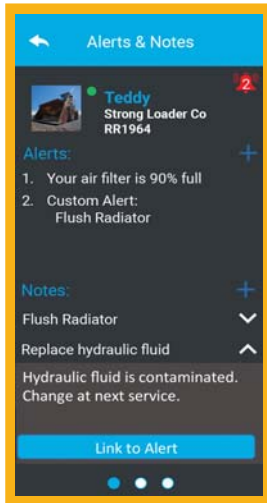 Alerts & Notes
2
Teddy
Strong Loader Co
RR1964
Alerts:
1. Your air filter is 90% full
2. Custom Alert:
Flush Radiator
Notes:
Flush Radiator
Replace hydraulic fluid
Hydraulic fluid is contaminated.
Change at next service.
Link to Alert